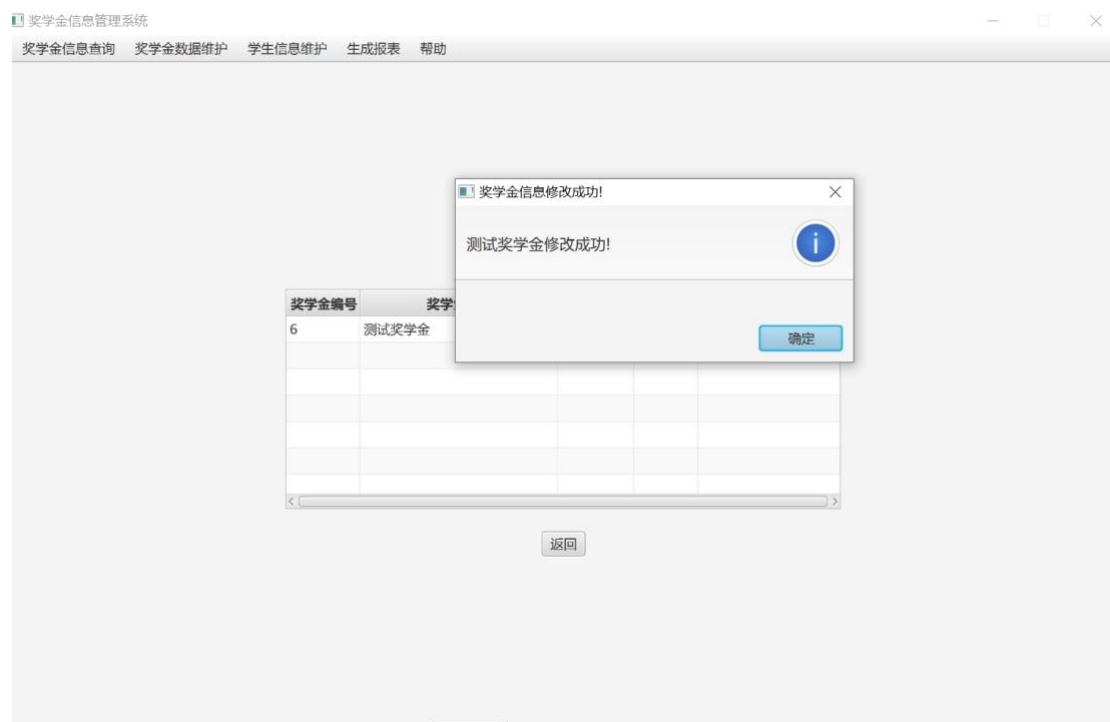 奖学金信息管理系统
奖学金信息查询 奖学金数据维护 学生信息维护 生成报表 帮助
奖学金信息修改成功!
测试奖学金修改成功!
确定
奖学金编号 奖学
6 测试奖学金
返回